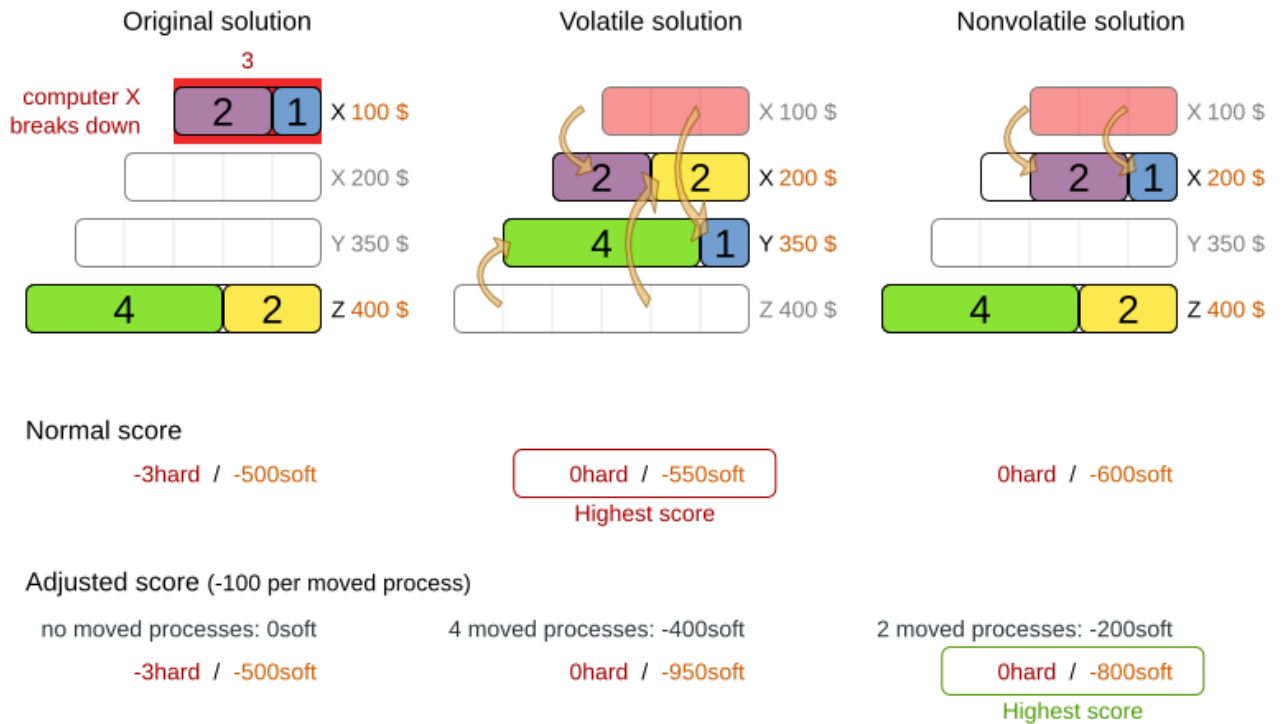 Original solution
Volatile solution
Nonvolatile solution
3
computer X
breaks down
2 1 X 100 $
X 100 $
X 100 $
X 200 $
2 2 X 200 $
2 1 X 200 $
Y 350 $
4 1 Y 350 $
Y 350 $
4 2 Z 400 $
Z 400 $
4 2 Z 400 $
Normal score
-3hard / -500soft
0hard / -550soft
0hard / -600soft
Highest score
Adjusted score (-100 per moved process)
no moved processes: 0soft
4 moved processes: -400soft
2 moved processes: -200soft
-3hard / -500soft
0hard / -950soft
0hard / -800soft
Highest score